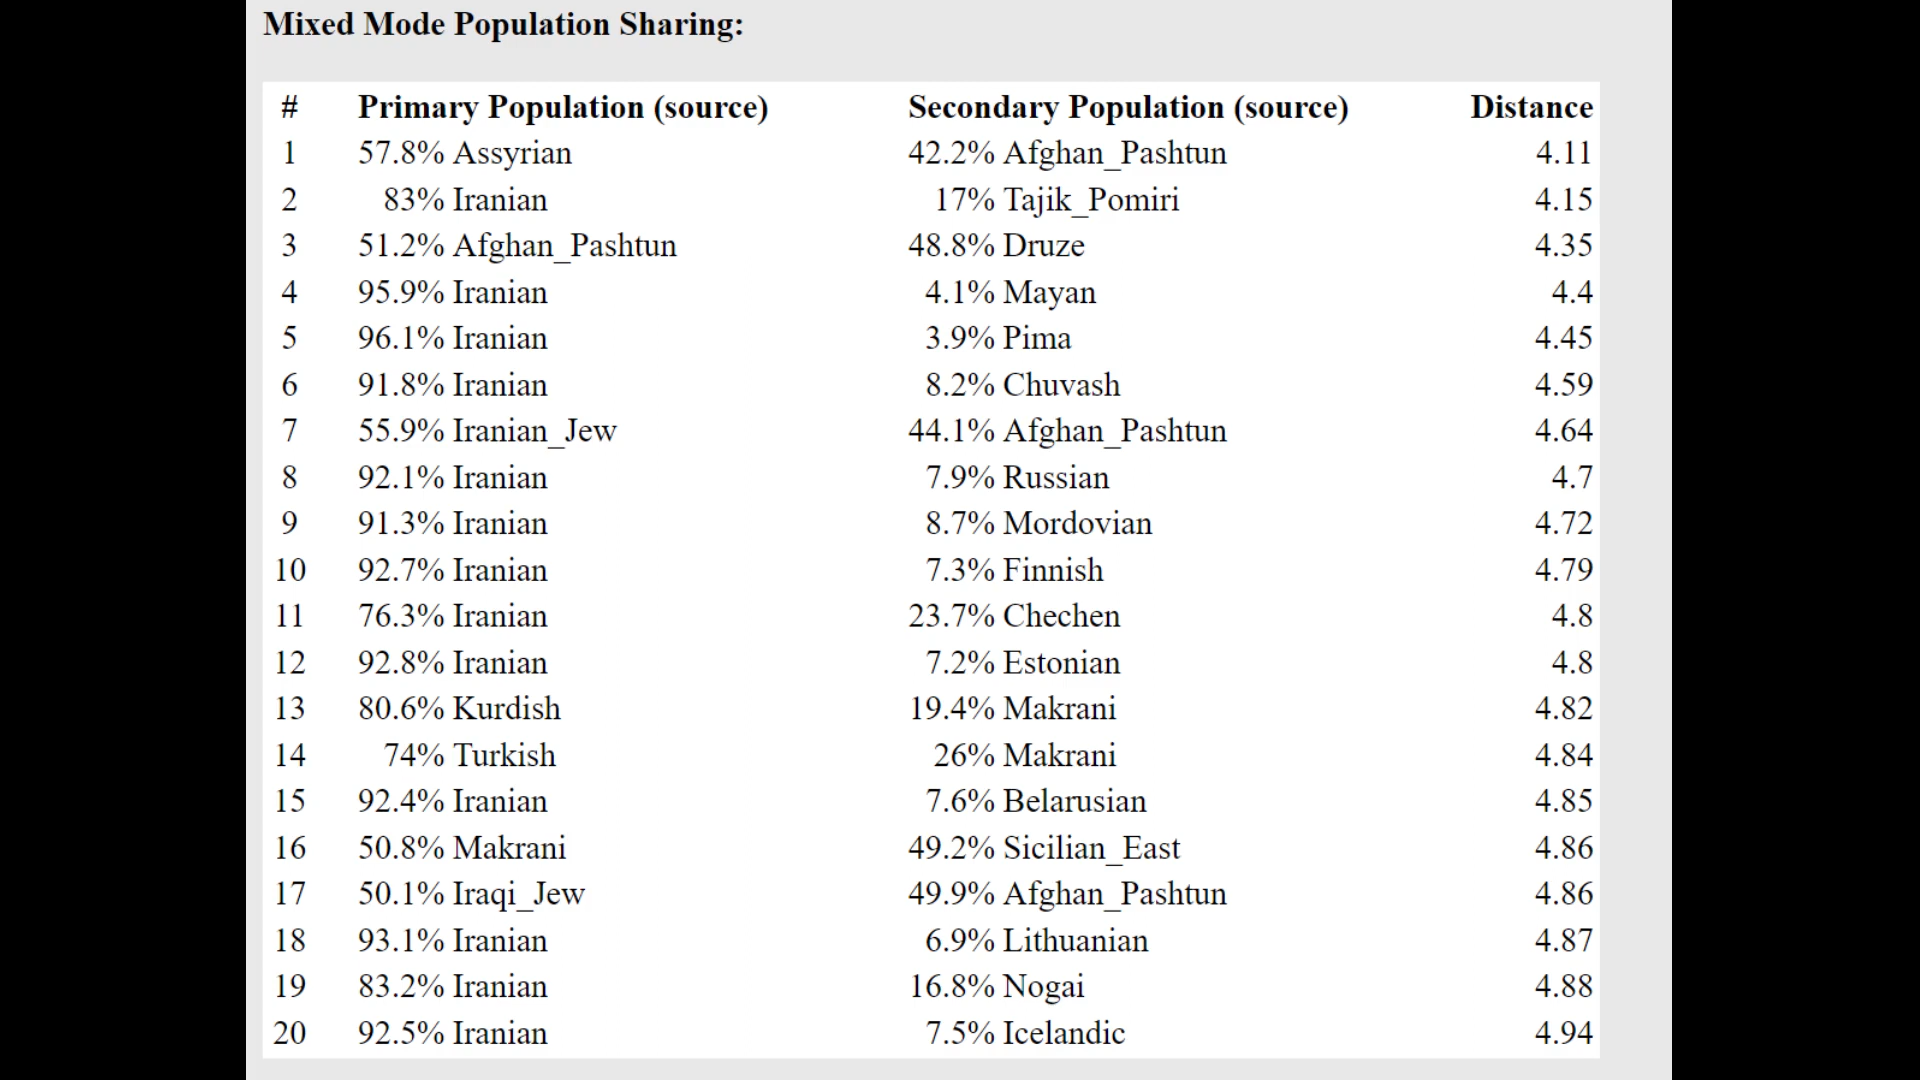 Mixed Mode Population Sharing:
# Primary Population (source) Secondary Population (source) Distance
1 57.8% Assyrian 42.2% Afghan_Pashtun 4.11
2 83% Iranian 17% Tajik_Pomiri 4.15
3 51.2% Afghan_Pashtun 48.8% Druze 4.35
4 95.9% Iranian 4.1% Mayan 4.4
5 96.1% Iranian 3.9% Pima 4.45
6 91.8% Iranian 8.2% Chuvash 4.59
7 55.9% Iranian_Jew 44.1% Afghan_Pashtun 4.64
8 92.1% Iranian 7.9% Russian 4.7
9 91.3% Iranian 8.7% Mordovian 4.72
10 92.7% Iranian 7.3% Finnish 4.79
11 76.3% Iranian 23.7% Chechen 4.8
12 92.8% Iranian 7.2% Estonian 4.8
13 80.6% Kurdish 19.4% Makrani 4.82
14 74% Turkish 26% Makrani 4.84
15 92.4% Iranian 7.6% Belarusian 4.85
16 50.8% Makrani 49.2% Sicilian_East 4.86
17 50.1% Iraqi_Jew 49.9% Afghan_Pashtun 4.86
18 93.1% Iranian 6.9% Lithuanian 4.87
19 83.2% Iranian 16.8% Nogai 4.88
20 92.5% Iranian 7.5% Icelandic 4.94